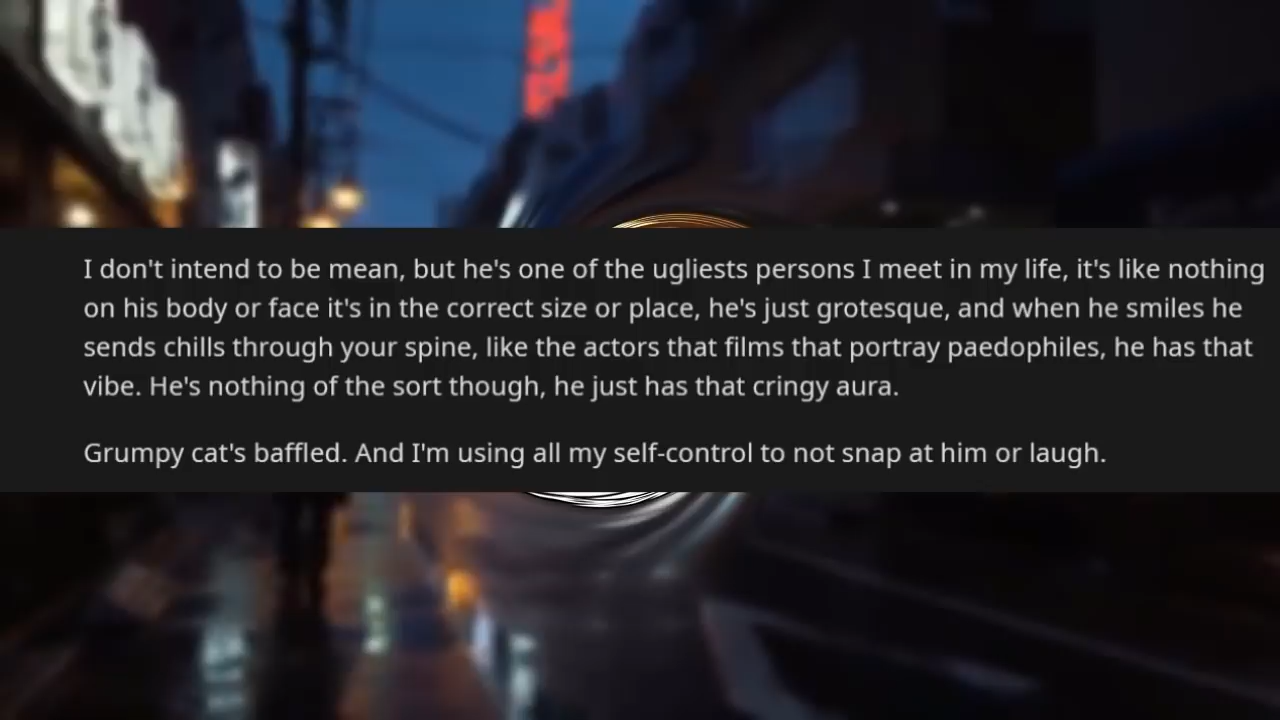 I don't intend to be mean, but he's one of the ugliests persons I meet in my life, it's like nothing
on his body or face it's in the correct size or place, he's just grotesque, and when he smiles he
sends chills through your spine, like the actors that films that portray paedophiles, he has that
vibe. He's nothing of the sort though, he just has that cringy aura.
Grumpy cat's baffled. And I'm using all my self-control to not snap at him or laugh.